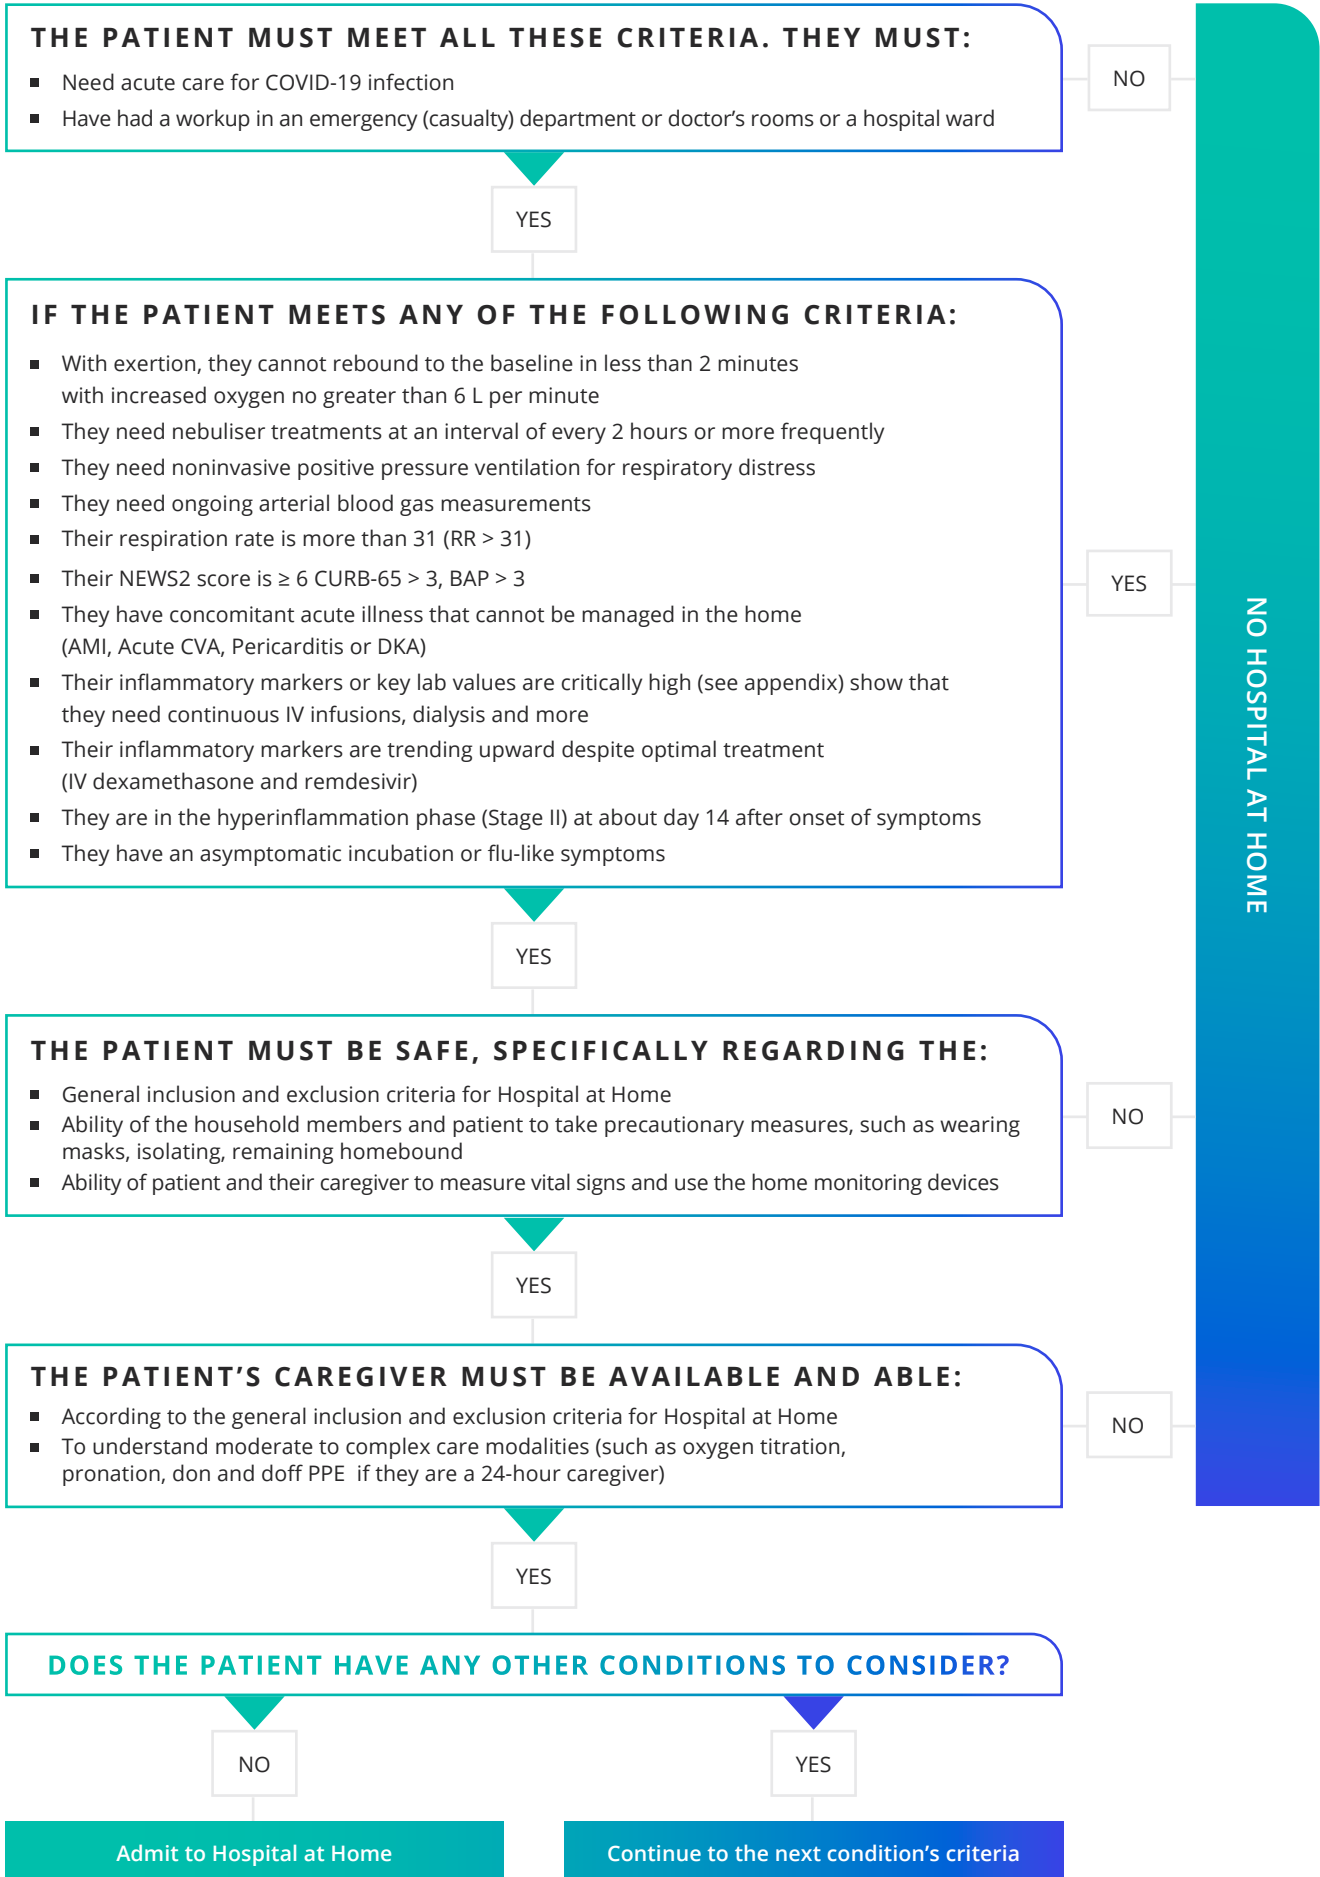 THE PATIENT MUST MEET ALL THESE CRITERIA. THEY MUST:
▪ Need acute care for COVID-19 infection
▪ Have had a workup in an emergency (casualty) department or doctor’s rooms or a hospital ward
NO
YES
IF THE PATIENT MEETS ANY OF THE FOLLOWING CRITERIA:
▪ With exertion, they cannot rebound to the baseline in less than 2 minutes
with increased oxygen no greater than 6 L per minute
▪ They need nebuliser treatments at an interval of every 2 hours or more frequently
▪ They need noninvasive positive pressure ventilation for respiratory distress
▪ They need ongoing arterial blood gas measurements
▪ Their respiration rate is more than 31 (RR > 31)
▪ Their NEWS2 score is ≥ 6 CURB-65 > 3, BAP > 3
▪ They have concomitant acute illness that cannot be managed in the home
(AMI, Acute CVA, Pericarditis or DKA)
▪ Their inflammatory markers or key lab values are critically high (see appendix) show that
they need continuous IV infusions, dialysis and more
▪ Their inflammatory markers are trending upward despite optimal treatment
(IV dexamethasone and remdesivir)
▪ They are in the hyperinflammation phase (Stage II) at about day 14 after onset of symptoms
▪ They have an asymptomatic incubation or flu-like symptoms
YES
NO HOSPITAL AT HOME
YES
THE PATIENT MUST BE SAFE, SPECIFICALLY REGARDING THE:
▪ General inclusion and exclusion criteria for Hospital at Home
▪ Ability of the household members and patient to take precautionary measures, such as wearing
masks, isolating, remaining homebound
▪ Ability of patient and their caregiver to measure vital signs and use the home monitoring devices
NO
YES
THE PATIENT’S CAREGIVER MUST BE AVAILABLE AND ABLE:
▪ According to the general inclusion and exclusion criteria for Hospital at Home
▪ To understand moderate to complex care modalities (such as oxygen titration,
pronation, don and doff PPE if they are a 24-hour caregiver)
NO
YES
DOES THE PATIENT HAVE ANY OTHER CONDITIONS TO CONSIDER?
NO
YES
Admit to Hospital at Home
Continue to the next condition’s criteria